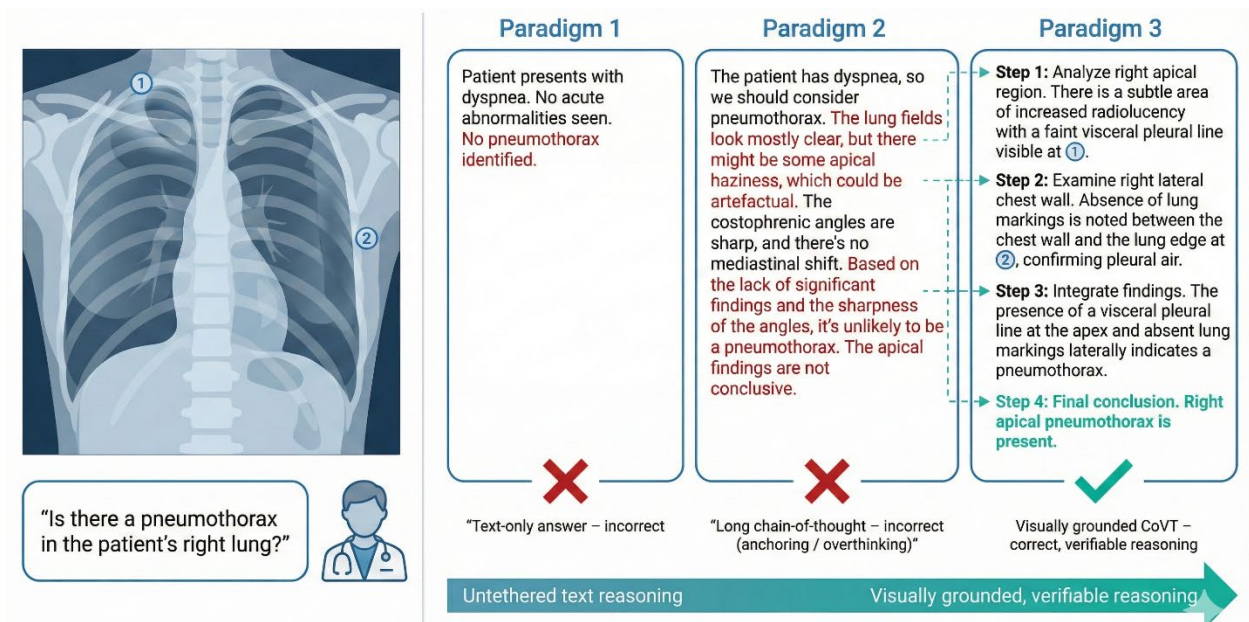 ①
②
“Is there a pneumothorax
in the patient’s right lung?”
Paradigm 1
Patient presents with
dyspnea. No acute
abnormalities seen.
No pneumothorax
identified.
“Text-only answer – incorrect
Paradigm 2
The patient has dyspnea, so
we should consider
pneumothorax. The lung fields
look mostly clear, but there
might be some apical
haziness, which could be
artefactual. The
costophrenic angles are
sharp, and there's no
mediastinal shift. Based on
the lack of significant
findings and the sharpness
of the angles, it’s unlikely to be
a pneumothorax. The apical
findings are not
conclusive.
“Long chain-of-thought – incorrect
(anchoring / overthinking)”
Paradigm 3
Step 1: Analyze right apical
region. There is a subtle area
of increased radiolucency
with a faint visceral pleural line
visible at ①.
Step 2: Examine right lateral
chest wall. Absence of lung
markings is noted between the
chest wall and the lung edge at
②, confirming pleural air.
Step 3: Integrate findings. The
presence of a visceral pleural
line at the apex and absent lung
markings laterally indicates a
pneumothorax.
Step 4: Final conclusion. Right
apical pneumothorax is
present.
Visually grounded CoVT –
correct, verifiable reasoning
Untethered text reasoning
Visually grounded, verifiable reasoning